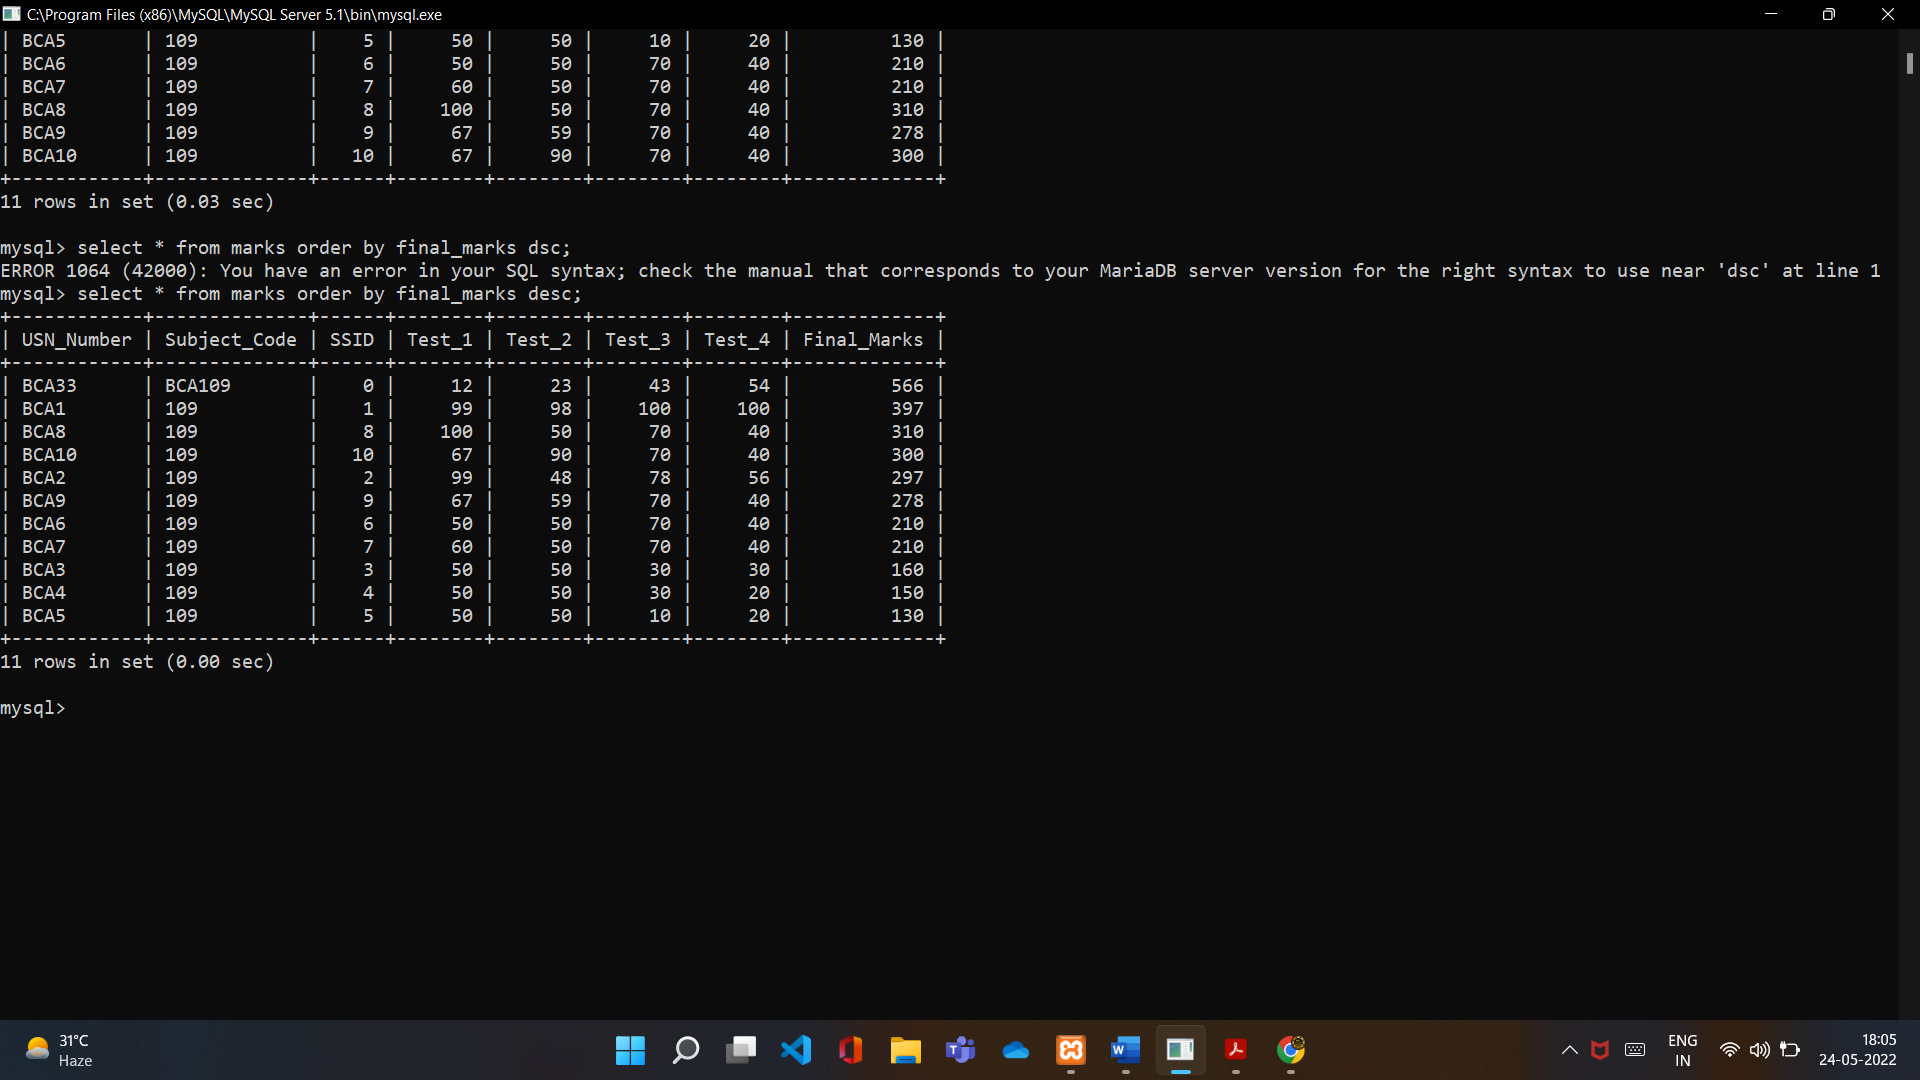 C:\Program Files (x86)\MySQL\MySQL Server 5.1\bin\mysql.exe
| BCA5       | 109          |    5 |     50 |     50 |     10 |     20 |         130 |
| BCA6       | 109          |    6 |     50 |     50 |     70 |     40 |         210 |
| BCA7       | 109          |    7 |     60 |     50 |     70 |     40 |         210 |
| BCA8       | 109          |    8 |    100 |     50 |     70 |     40 |         310 |
| BCA9       | 109          |    9 |     67 |     59 |     70 |     40 |         278 |
| BCA10      | 109          |   10 |     67 |     90 |     70 |     40 |         300 |
+------------+--------------+------+--------+--------+--------+--------+-------------+
11 rows in set (0.03 sec)
mysql> select * from marks order by final_marks dsc;
ERROR 1064 (42000): You have an error in your SQL syntax; check the manual that corresponds to your MariaDB server version for the right syntax to use near 'dsc' at line 1
mysql> select * from marks order by final_marks desc;
+------------+--------------+------+--------+--------+--------+--------+-------------+
| USN_Number | Subject_Code | SSID | Test_1 | Test_2 | Test_3 | Test_4 | Final_Marks |
+------------+--------------+------+--------+--------+--------+--------+-------------+
| BCA33      | BCA109       |    0 |     12 |     23 |     43 |     54 |         566 |
| BCA1       | 109          |    1 |     99 |     98 |    100 |    100 |         397 |
| BCA8       | 109          |    8 |    100 |     50 |     70 |     40 |         310 |
| BCA10      | 109          |   10 |     67 |     90 |     70 |     40 |         300 |
| BCA2       | 109          |    2 |     99 |     48 |     78 |     56 |         297 |
| BCA9       | 109          |    9 |     67 |     59 |     70 |     40 |         278 |
| BCA6       | 109          |    6 |     50 |     50 |     70 |     40 |         210 |
| BCA7       | 109          |    7 |     60 |     50 |     70 |     40 |         210 |
| BCA3       | 109          |    3 |     50 |     50 |     30 |     30 |         160 |
| BCA4       | 109          |    4 |     50 |     50 |     30 |     20 |         150 |
| BCA5       | 109          |    5 |     50 |     50 |     10 |     20 |         130 |
+------------+--------------+------+--------+--------+--------+--------+-------------+
11 rows in set (0.00 sec)
mysql>
31°C
Haze
ENG
IN
18:05
24-05-2022